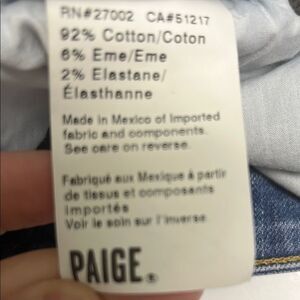 RN#27002 CA#51217
92% Cotton/Coton
6% Eme/Eme
2% Elastane/
Élasthanne
Made in Mexico of Imported
fabric and components.
See care on reverse.
Fabriqué aux Mexique à partir
de tissus et composants
importés
Voir le soin sur l'inverse.
PAIGE®